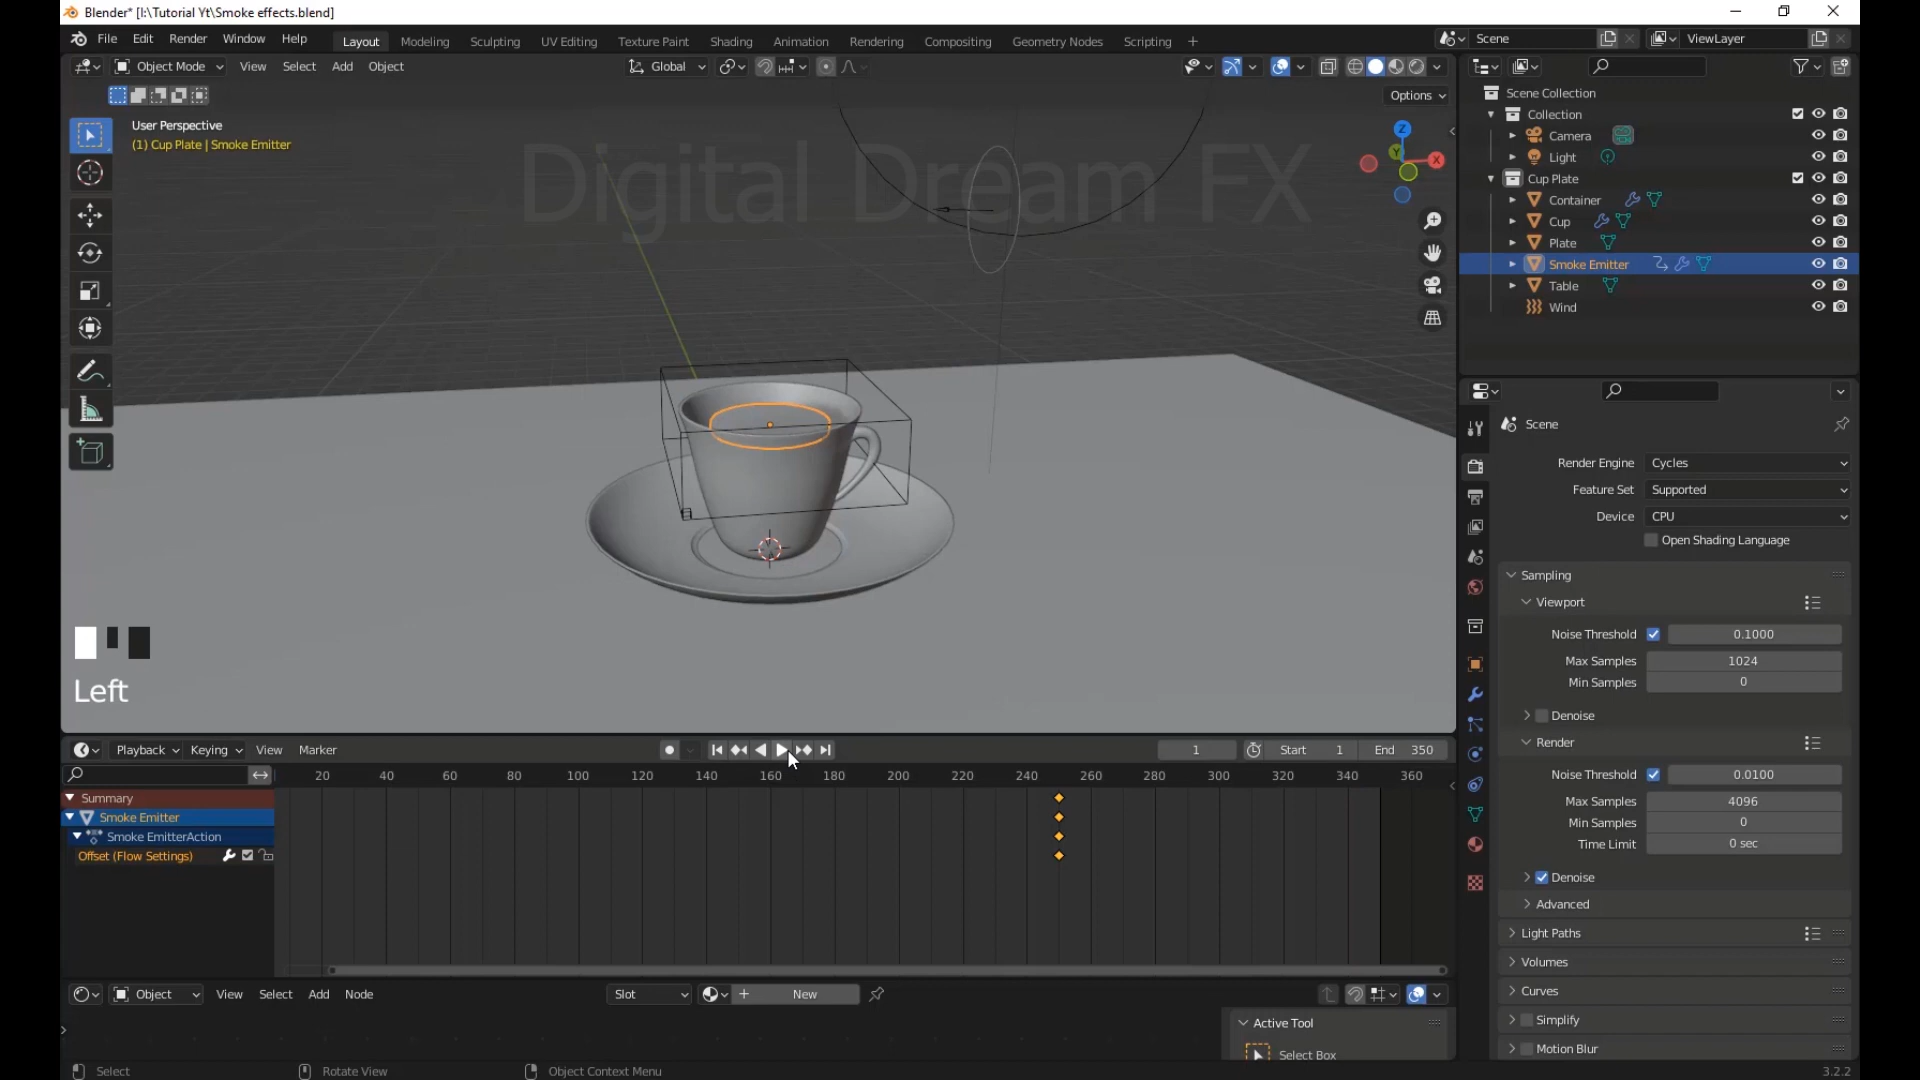 Blender* [I:\Tutorial Yt\Smoke effects.blend]
File Edit Render Window Help Layout Modeling Sculpting UV Editing Texture Paint Shading Animation Rendering Compositing Geometry Nodes Scripting + Scene ViewLayer
Object Mode View Select Add Object Global
Options
User Perspective
(1) Cup Plate | Smoke Emitter
Digital Dream FX
Z
Y
X
Left
Scene Collection
Collection
Camera
Light
Cup Plate
Container
Cup
Plate
Smoke Emitter
Table
Wind
Scene
Render Engine Cycles
Feature Set Supported
Device CPU
Open Shading Language
Sampling
Viewport
Noise Threshold 0.1000
Max Samples 1024
Min Samples 0
Denoise
Render
Noise Threshold 0.0100
Max Samples 4096
Min Samples 0
Time Limit 0 sec
Denoise
Advanced
Light Paths
Volumes
Curves
Simplify
Motion Blur
Playback Keying View Marker 1 Start 1 End 350
20 40 60 80 100 120 140 160 180 200 220 240 260 280 300 320 340 360
Summary
Smoke Emitter
Smoke EmitterAction
Offset (Flow Settings)
Object View Select Add Node Slot New
Active Tool
Select Box
Select Rotate View Object Context Menu 3.2.2